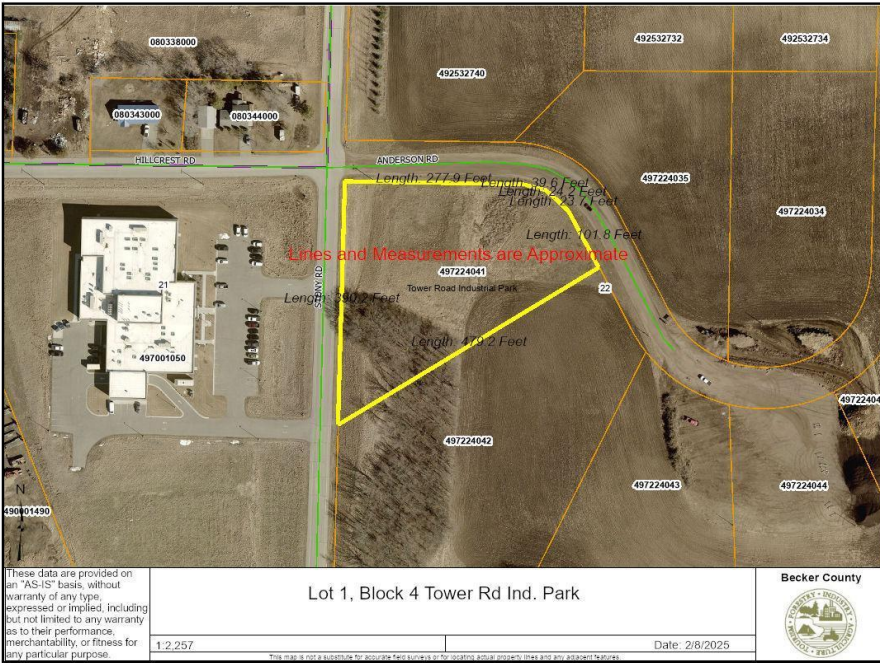 080338000
492532732
492532734
492532740
080343000
080344000
HILLCREST RD
ANDERSON RD
Length: 277.9 Feet
Length: 39.6 Feet
Length: 24.2 Feet
Length: 23.7 Feet
497224035
497224034
Length: 101.8 Feet
Lines and Measurements are Approximate
497224041
Tower Road Industrial Park
21
22
Length: 390.2 Feet
Length: 479.2 Feet
497001050
497224042
497224043
497224044
N
490001490
These data are provided on
an "AS-IS" basis, without
warranty of any type,
expressed or implied, including
but not limited to any warranty
as to their performance,
merchantability, or fitness for
any particular purpose.
Lot 1, Block 4 Tower Rd Ind. Park
1:2,257
Date: 2/8/2025
This map is not a substitute for accurate field surveys or for locating actual property lines and any adjacent features.
Becker County
FORESTRY - INDUSTRY
AGRICULTURE
TOURISM